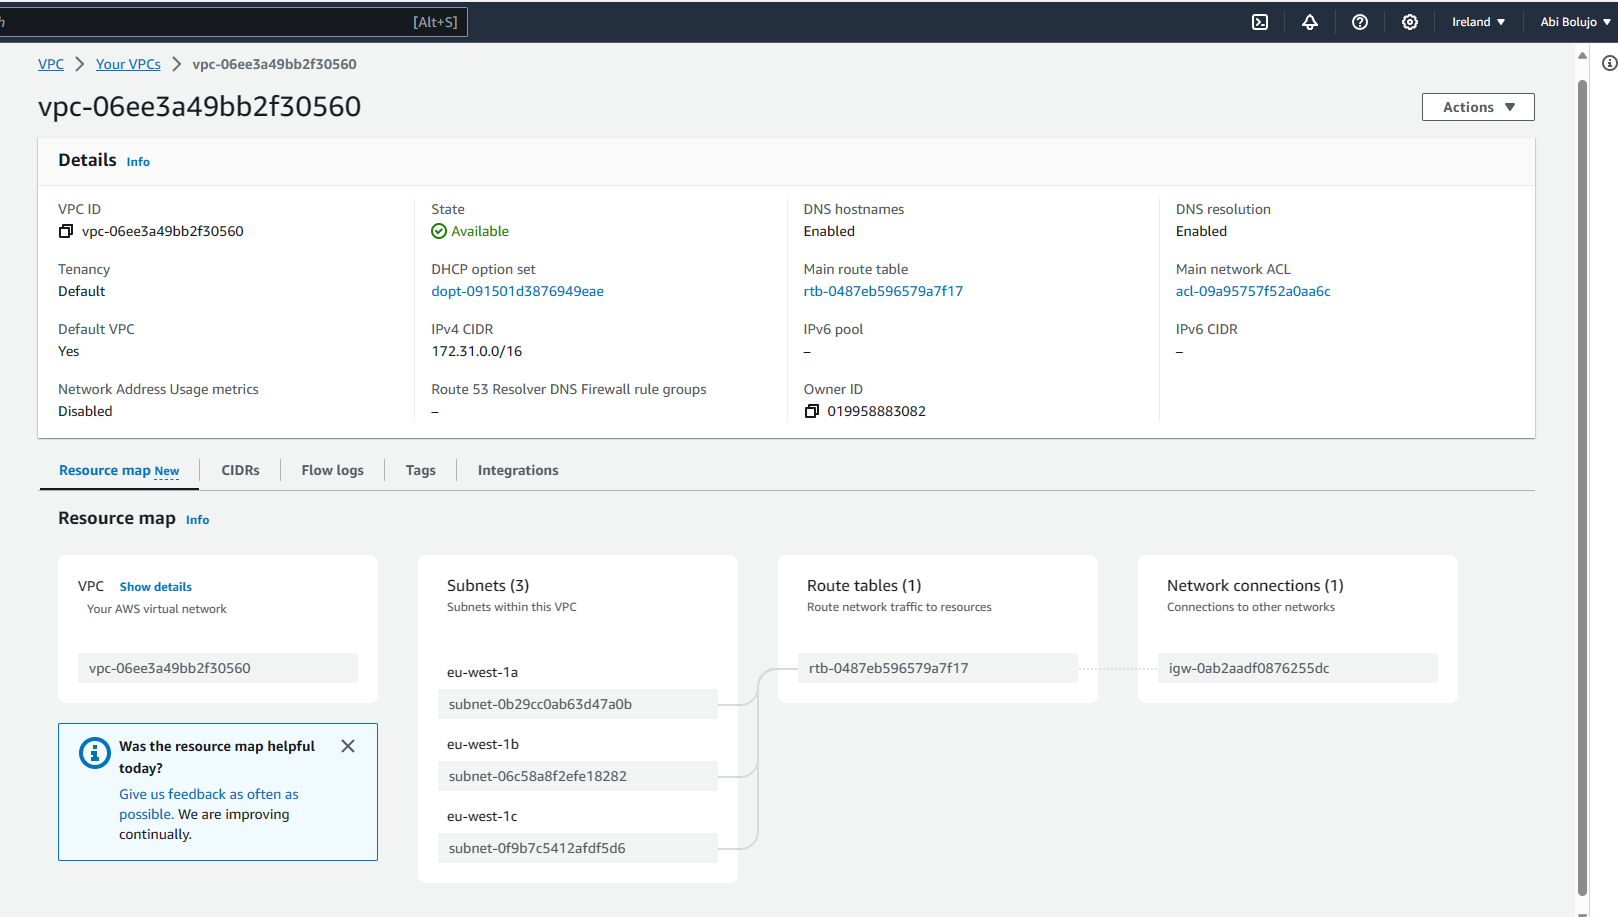 [Alt+S]
Ireland
Abi Bolujo
VPC
Your VPCs
vpc-06ee3a49bb2f30560
vpc-06ee3a49bb2f30560
Actions
Details Info
VPC ID
vpc-06ee3a49bb2f30560
State
Available
DNS hostnames
Enabled
DNS resolution
Enabled
Tenancy
Default
DHCP option set
dopt-091501d3876949eae
Main route table
rtb-0487eb596579a7f17
Main network ACL
acl-09a95757f52a0aa6c
Default VPC
Yes
IPv4 CIDR
172.31.0.0/16
IPv6 pool
–
IPv6 CIDR
–
Network Address Usage metrics
Disabled
Route 53 Resolver DNS Firewall rule groups
–
Owner ID
019958883082
Resource map New
CIDRs
Flow logs
Tags
Integrations
Resource map Info
VPC Show details
Your AWS virtual network
vpc-06ee3a49bb2f30560
Was the resource map helpful
today?
Give us feedback as often as
possible. We are improving
continually.
Subnets (3)
Subnets within this VPC
eu-west-1a
subnet-0b29cc0ab63d47a0b
eu-west-1b
subnet-06c58a8f2efe18282
eu-west-1c
subnet-0f9b7c5412afdf5d6
Route tables (1)
Route network traffic to resources
rtb-0487eb596579a7f17
Network connections (1)
Connections to other networks
igw-0ab2aadf0876255dc